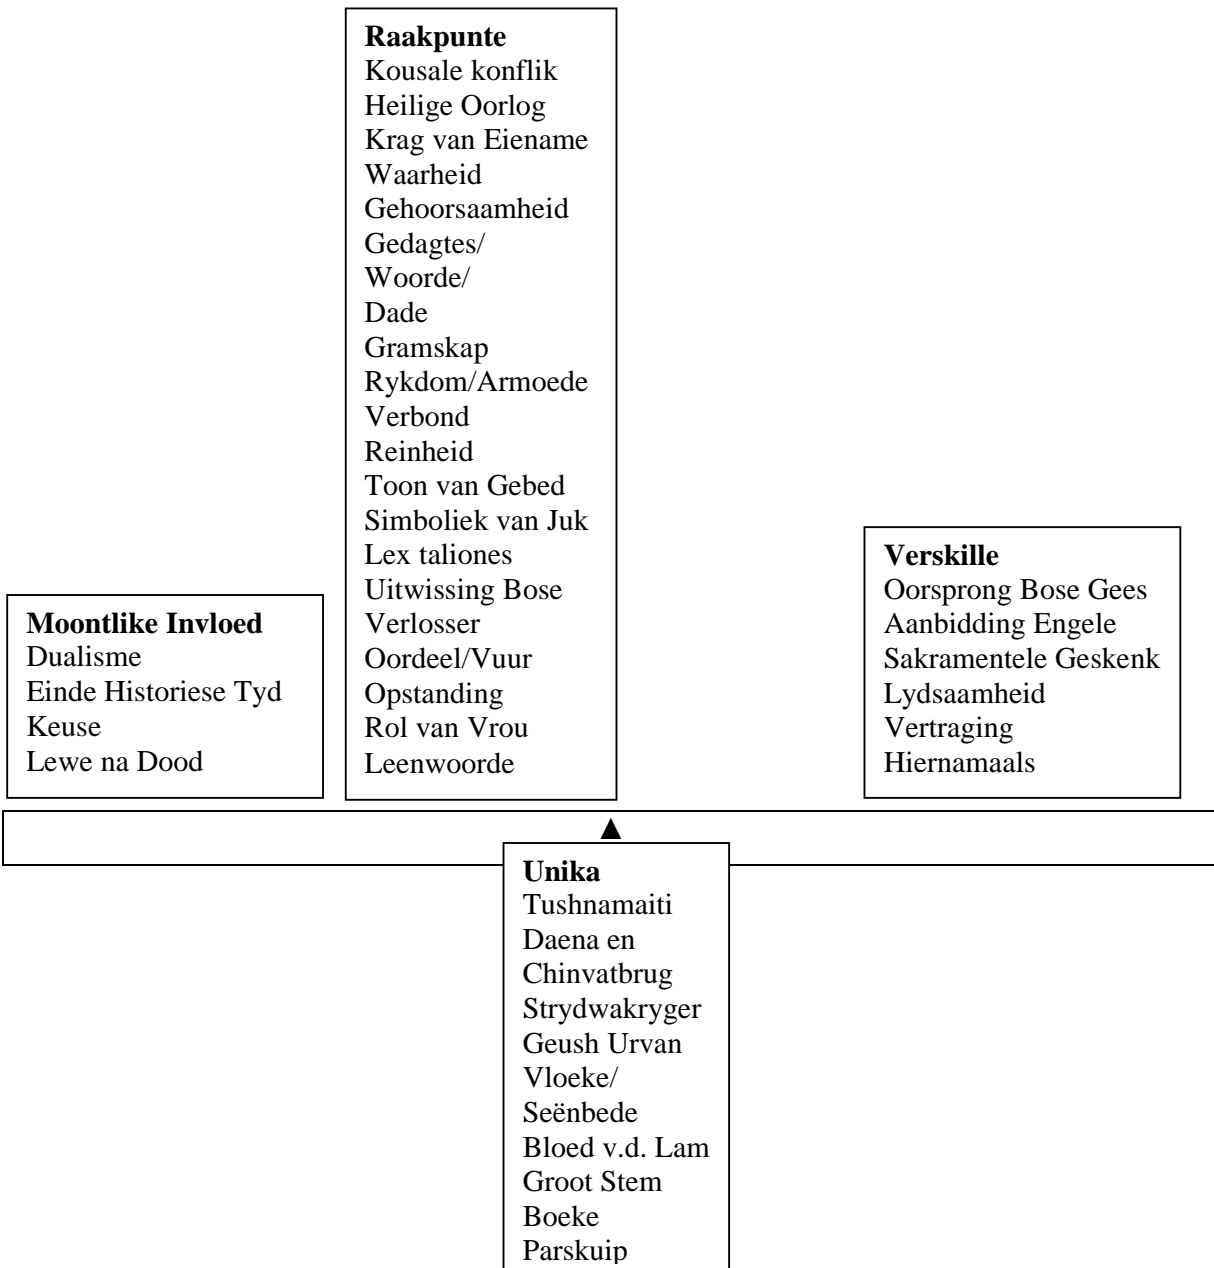 Raakpunte
Kousale konflik
Heilige Oorlog
Krag van Eiename
Waarheid
Gehoorsaamheid
Gedagtes/
Woorde/
Dade
Gramskap
Rykdom/Armoede
Verbond
Reinheid
Toon van Gebed
Simboliek van Juk
Lex taliones
Uitwissing Bose
Verlosser
Oordeel/Vuur
Opstanding
Rol van Vrou
Leenwoorde
Moontlike Invloed
Dualisme
Einde Historiese Tyd
Keuse
Lewe na Dood
Verskille
Oorsprong Bose Gees
Aanbidding Engele
Sakramentele Geskenk
Lydsaamheid
Vertraging
Hiernamaals
Unika
Tushnamaiti
Daena en
Chinvatbrug
Strydwakryger
Geush Urvan
Vloeke/
Seënbede
Bloed v.d. Lam
Groot Stem
Boeke
Parskuip